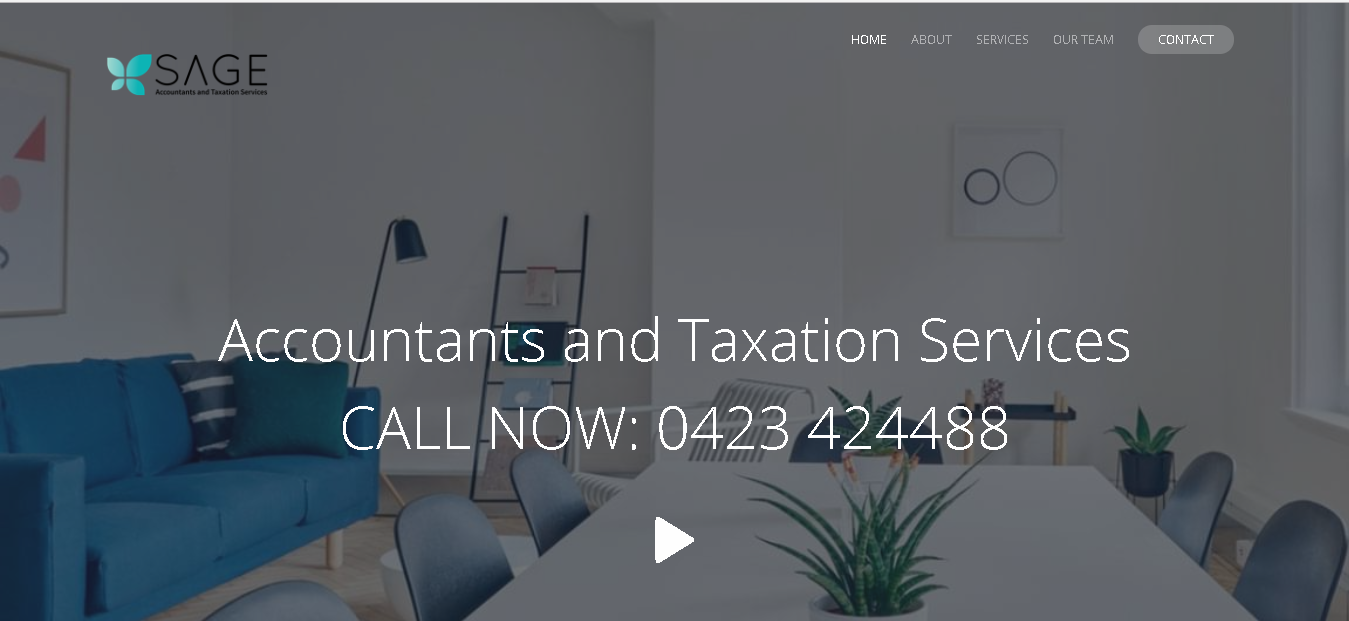 HOME ABOUT SERVICES OUR TEAM CONTACT
SAGE
Accountants and Taxation Services
Accountants and Taxation Services
CALL NOW: 0423 424488